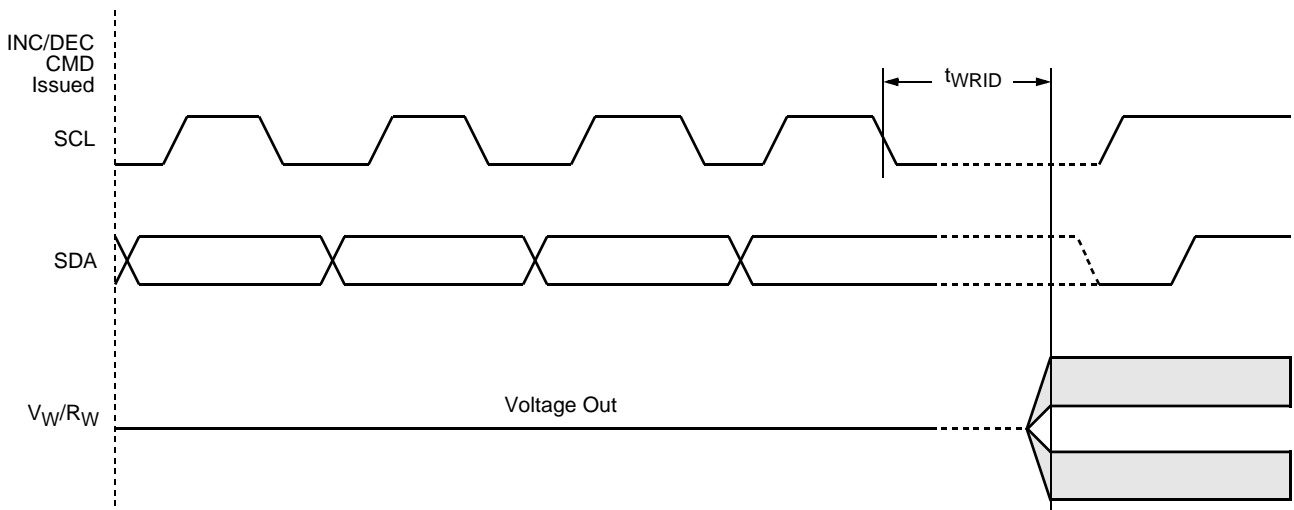 INC/DEC
CMD
Issued
tWRID
SCL
SDA
Voltage Out
VW/RW